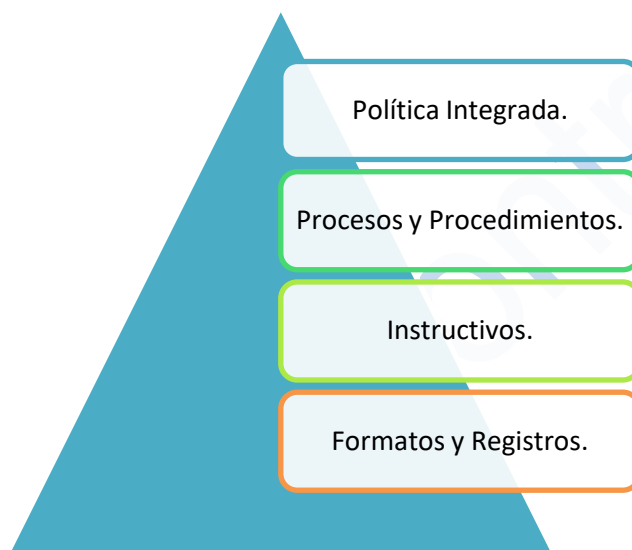 Política Integrada.
Procesos y Procedimientos.
Instructivos.
Formatos y Registros.